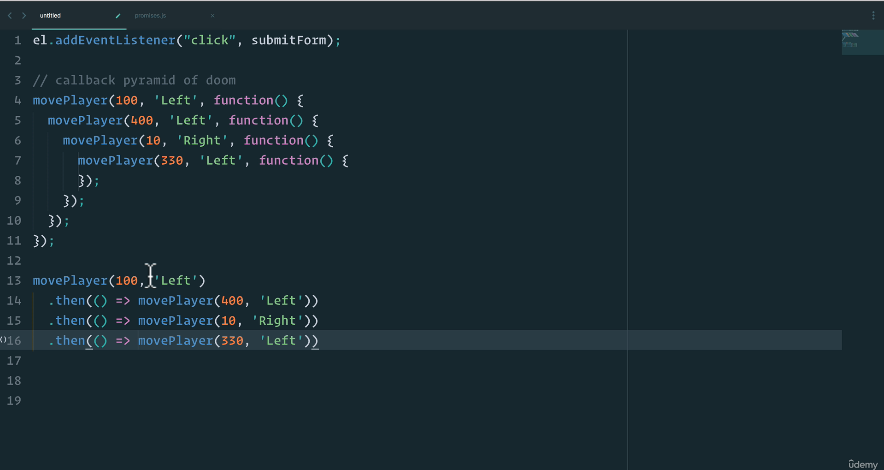 untitled
promises.js
1 el.addEventListener("click", submitForm);
2
3 // callback pyramid of doom
4 movePlayer(100, 'Left', function() {
5   movePlayer(400, 'Left', function() {
6     movePlayer(10, 'Right', function() {
7       movePlayer(330, 'Left', function() {
8       });
9     });
10   });
11 });
12
13 movePlayer(100, 'Left')
14   .then(() => movePlayer(400, 'Left'))
15   .then(() => movePlayer(10, 'Right'))
16   .then(() => movePlayer(330, 'Left'))
17
18
19
ûdemy